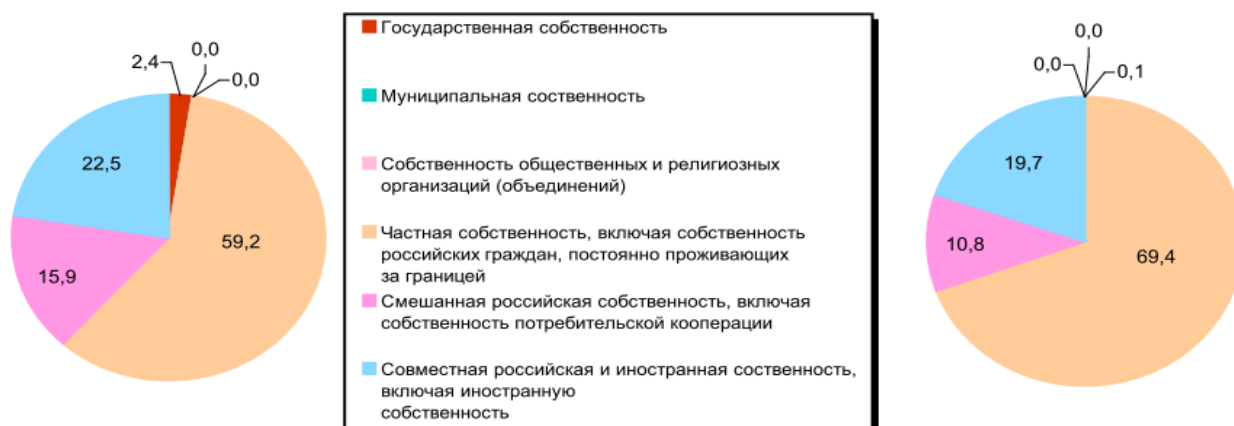 0,0
2,4
0,0
22,5
59,2
15,9
Государственная собственность
Муниципальная соственность
Собственность общественных и религиозных
организаций (объединений)
Частная собственность, включая собственность
российских граждан, постоянно проживающих
за границей
Смешанная российская собственность, включая
собственность потребительской кооперации
Совместная российская и иностранная соственность,
включая иностранную
собственность
0,0
0,0
0,1
19,7
10,8
69,4